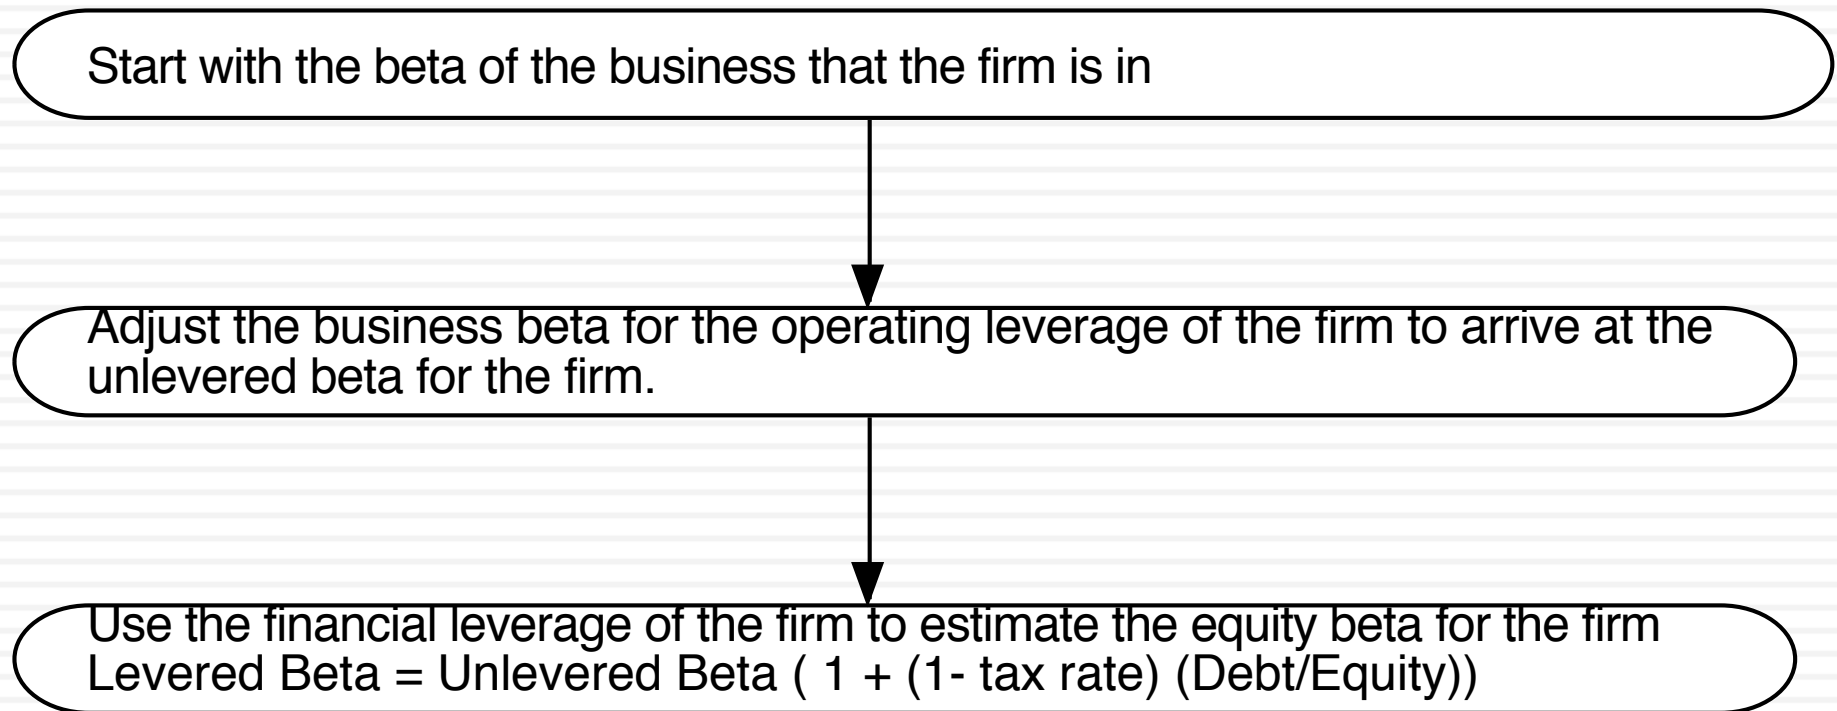 Start with the beta of the business that the firm is in
Adjust the business beta for the operating leverage of the firm to arrive at the
unlevered beta for the firm.
Use the financial leverage of the firm to estimate the equity beta for the firm
Levered Beta = Unlevered Beta ( 1 + (1- tax rate) (Debt/Equity))